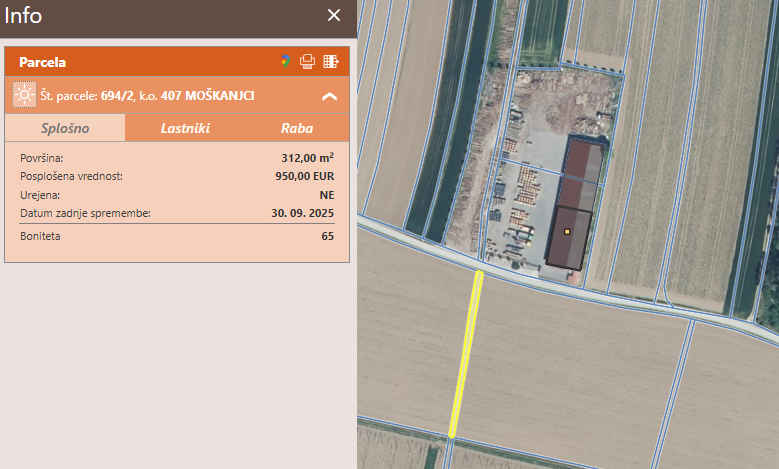 Info
Parcela
Št. parcele: 694/2, k.o. 407 MOŠKANJCI
Splošno Lastniki Raba
Površina: 312,00 m²
Posplošena vrednost: 950,00 EUR
Urejena: NE
Datum zadnje spremembe: 30. 09. 2025
Boniteta 65